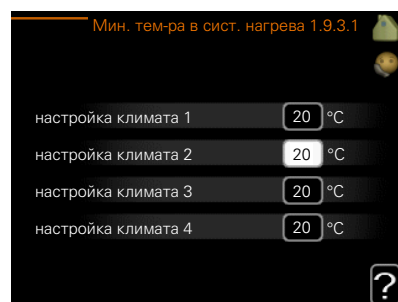 Мин. тем-ра в сист. нагрева 1.9.3.1
настройка климата 1 20 °C
настройка климата 2 20 °C
настройка климата 3 20 °C
настройка климата 4 20 °C
?